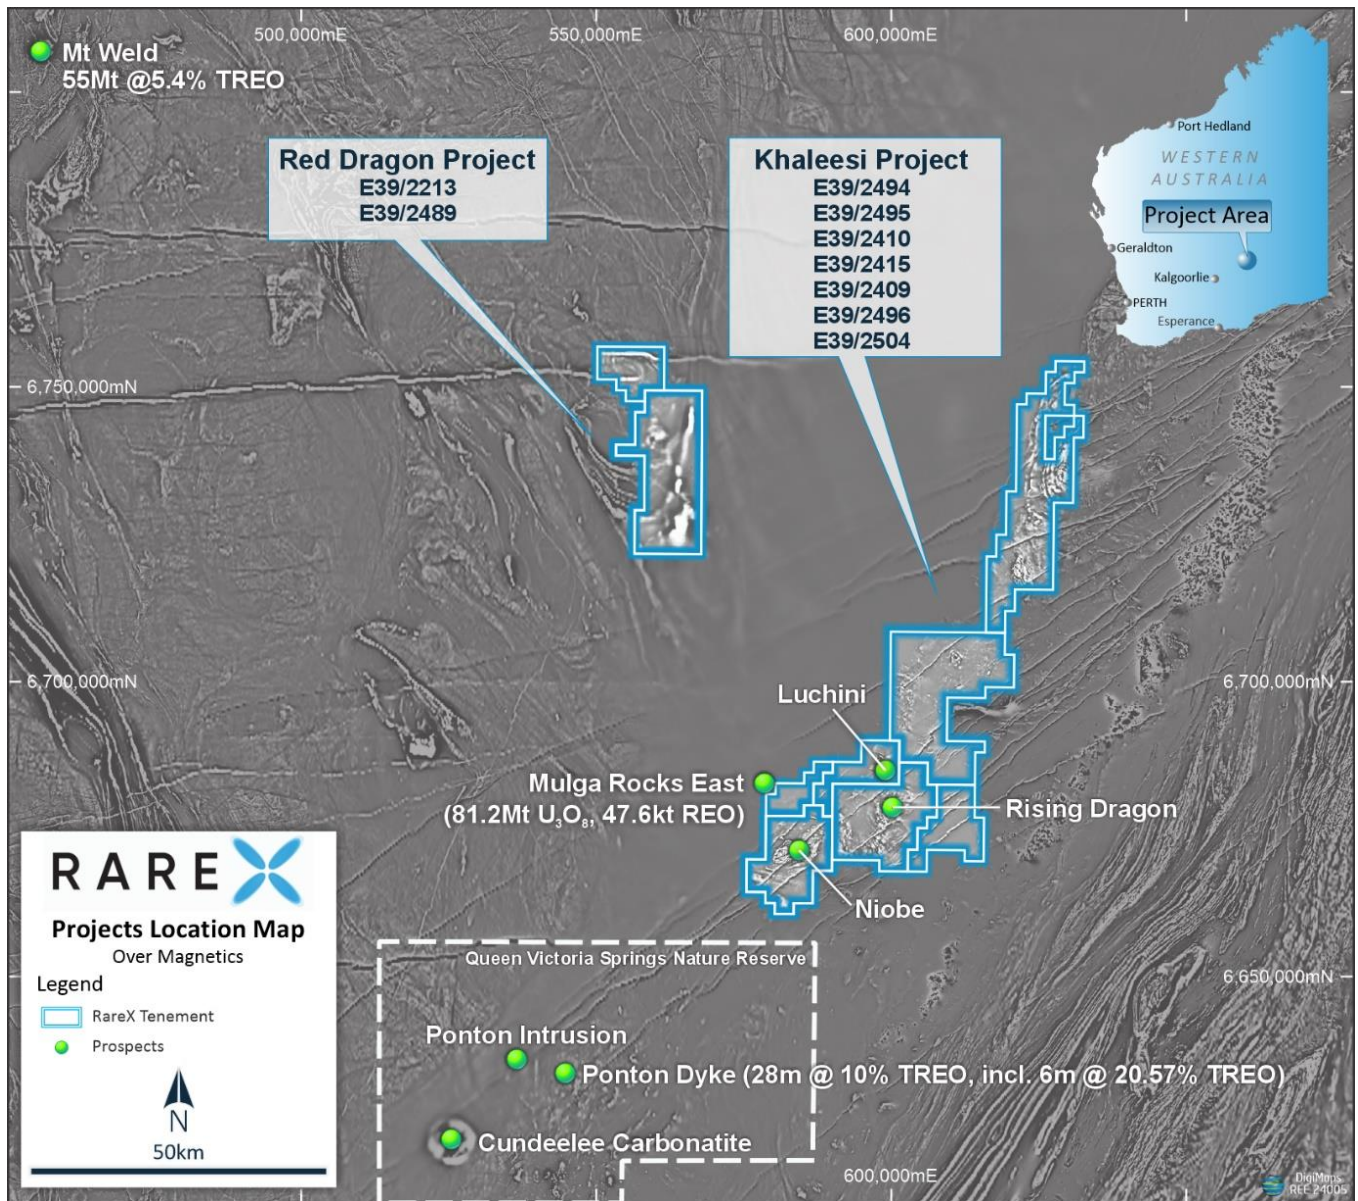 500,000mE
550,000mE
600,000mE
Mt Weld
55Mt @5.4% TREO
Port Hedland
WESTERN
AUSTRALIA
Project Area
Geraldton
Kalgoorlie
PERTH
Esperance
Red Dragon Project
E39/2213
E39/2489
Khaleesi Project
E39/2494
E39/2495
E39/2410
E39/2415
E39/2409
E39/2496
E39/2504
6,750,000mN
6,700,000mN
6,700,000mN
Luchini
Mulga Rocks East
(81.2Mt U₃O₈, 47.6kt REO)
Rising Dragon
Niobe
RAREX
Projects Location Map
Over Magnetics
Legend
RareX Tenement
Prospects
N
50km
Queen Victoria Springs Nature Reserve
6,650,000mN
Ponton Intrusion
Ponton Dyke (28m @ 10% TREO, incl. 6m @ 20.57% TREO)
Cundeelee Carbonatite
600,000mE
DigiMaps
REE 24005